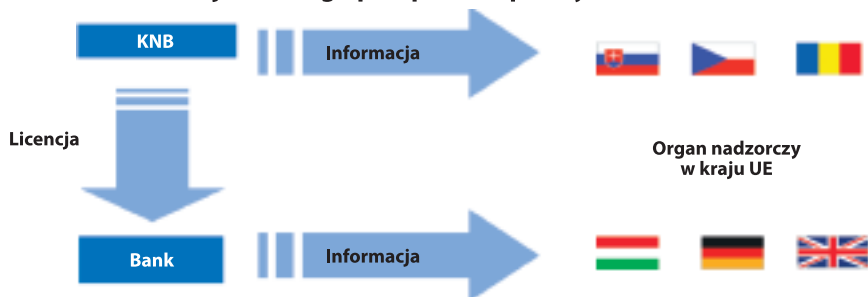 KNB
Informacja
Licencja
Organ nadzorczy
w kraju UE
Bank
Informacja